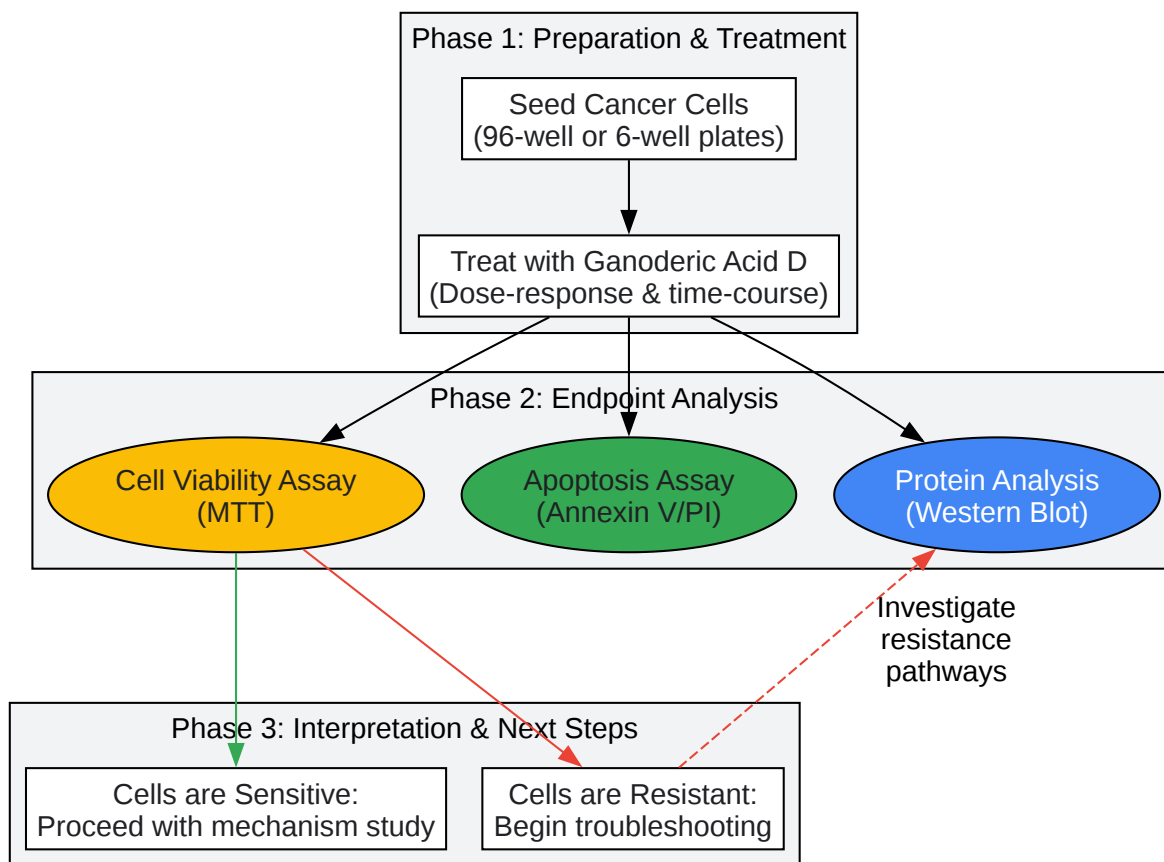 Phase 1: Preparation & Treatment
Seed Cancer Cells
(96-well or 6-well plates)
Treat with Ganoderic Acid D
(Dose-response & time-course)
Phase 2: Endpoint Analysis
Cell Viability Assay
(MTT)
Apoptosis Assay
(Annexin V/PI)
Protein Analysis
(Western Blot)
Investigate
resistance
pathways
Phase 3: Interpretation & Next Steps
Cells are Sensitive:
Proceed with mechanism study
Cells are Resistant:
Begin troubleshooting